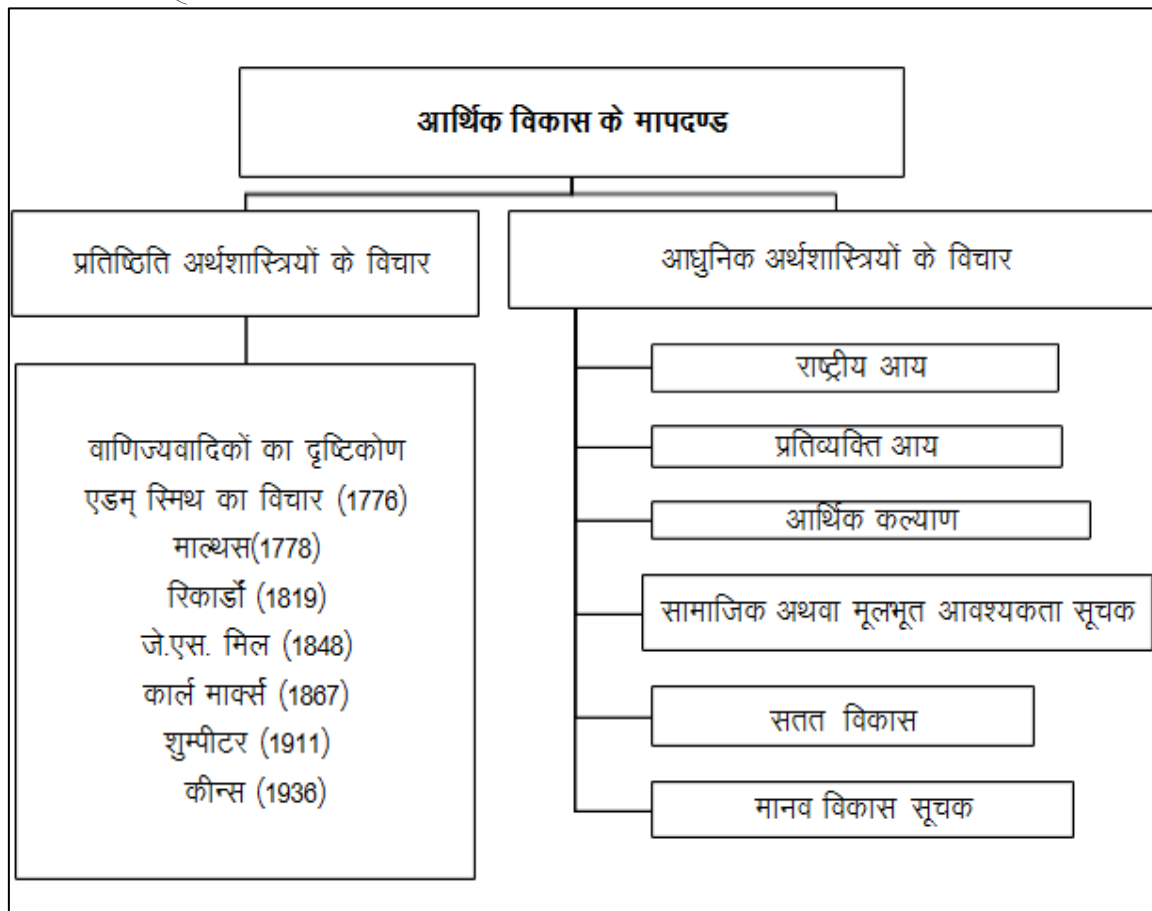 आर्थिक विकास के मापदण्ड
प्रतिष्ठिति अर्थशास्त्रियों के विचार
वाणिज्यवादिकों का दृष्टिकोण
एडम् स्मिथ का विचार (1776)
माल्थस(1778)
रिकार्डों (1819)
जे.एस. मिल (1848)
कार्ल मार्क्स (1867)
शुम्पीटर (1911)
कीन्स (1936)
आधुनिक अर्थशास्त्रियों के विचार
राष्ट्रीय आय
प्रतिव्यक्ति आय
आर्थिक कल्याण
सामाजिक अथवा मूलभूत आवश्यकता सूचक
सतत विकास
मानव विकास सूचक